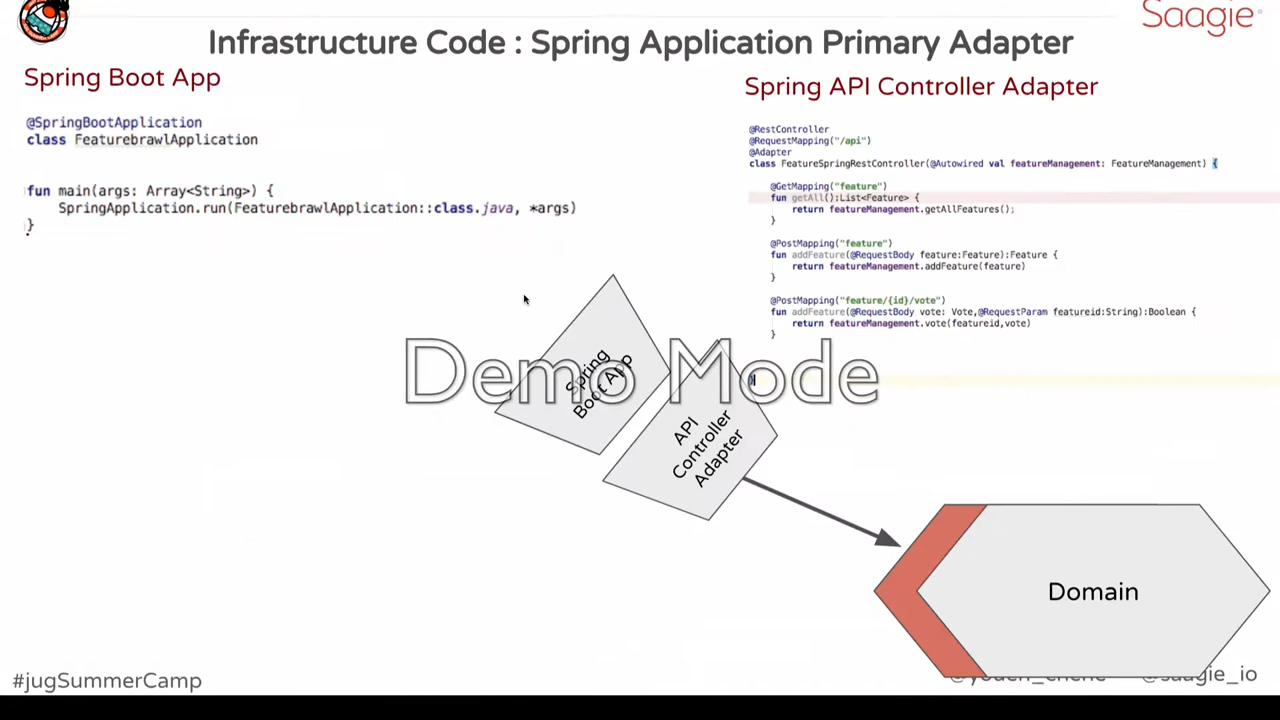 Saagie
Infrastructure Code : Spring Application Primary Adapter
Spring Boot App
@SpringBootApplication
class FeaturebrawlApplication
fun main(args: Array<String>) {
SpringApplication.run(FeaturebrawlApplication::class.java, *args)
}
Spring API Controller Adapter
@RestController
@RequestMapping("/api")
@Adapter
class FeatureSpringRestController(@Autowired val featureManagement: FeatureManagement) {
@GetMapping("feature")
fun getAll():List<Feature> {
return featureManagement.getAllFeatures();
}
@PostMapping("feature")
fun addFeature(@RequestBody feature:Feature):Feature {
return featureManagement.addFeature(feature)
}
@PostMapping("feature/{id}/vote")
fun addFeature(@RequestBody vote: Vote,@RequestParam featureid:String):Boolean {
return featureManagement.vote(featureid,vote)
}
}
Demo Mode
Spring
Boot App
API
Controller
Adapter
Domain
#jugSummerCamp
@saagie_io